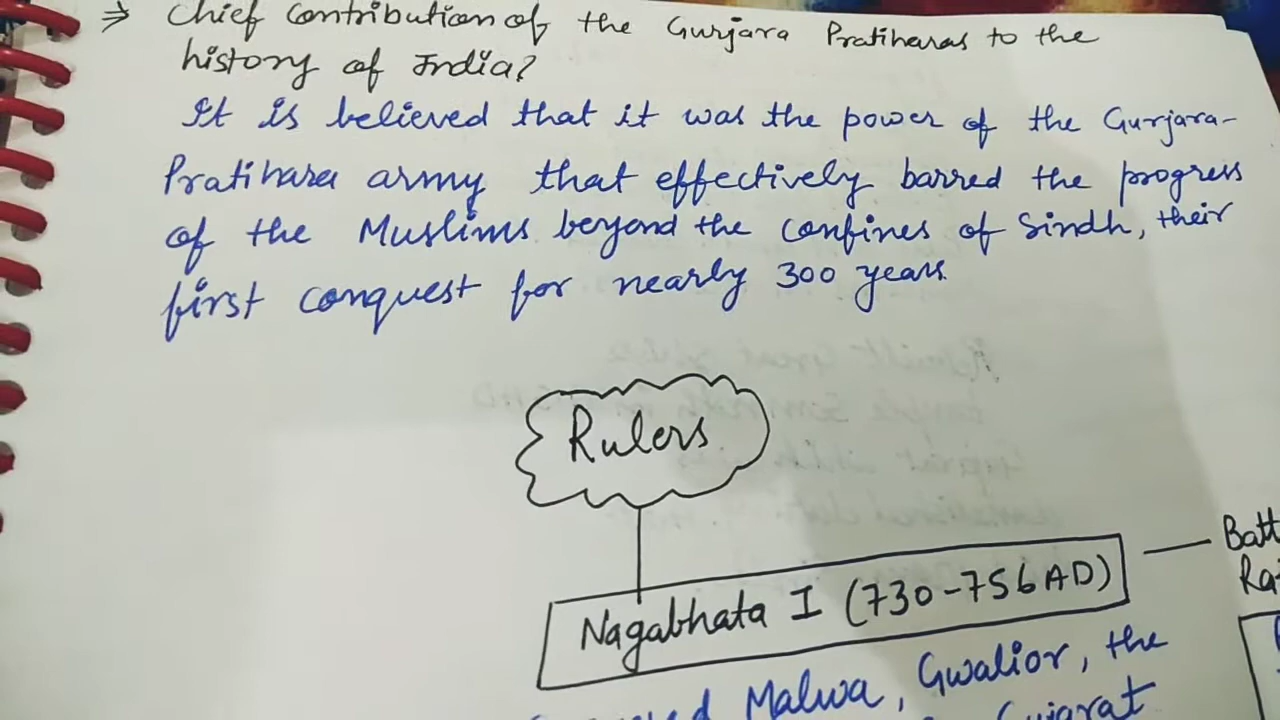 ⇒ Chief Contribution of the Gurjara Pratiharas to the
history of India?
It is believed that it was the power of the Gurjara-
Pratihara army that effectively barred the progress
of the Muslims beyond the confines of Sindh, their
first conquest for nearly 300 years.
Rulers
Nagabhata I (730-756AD)
Malwa, Gwalior, the
Gujarat